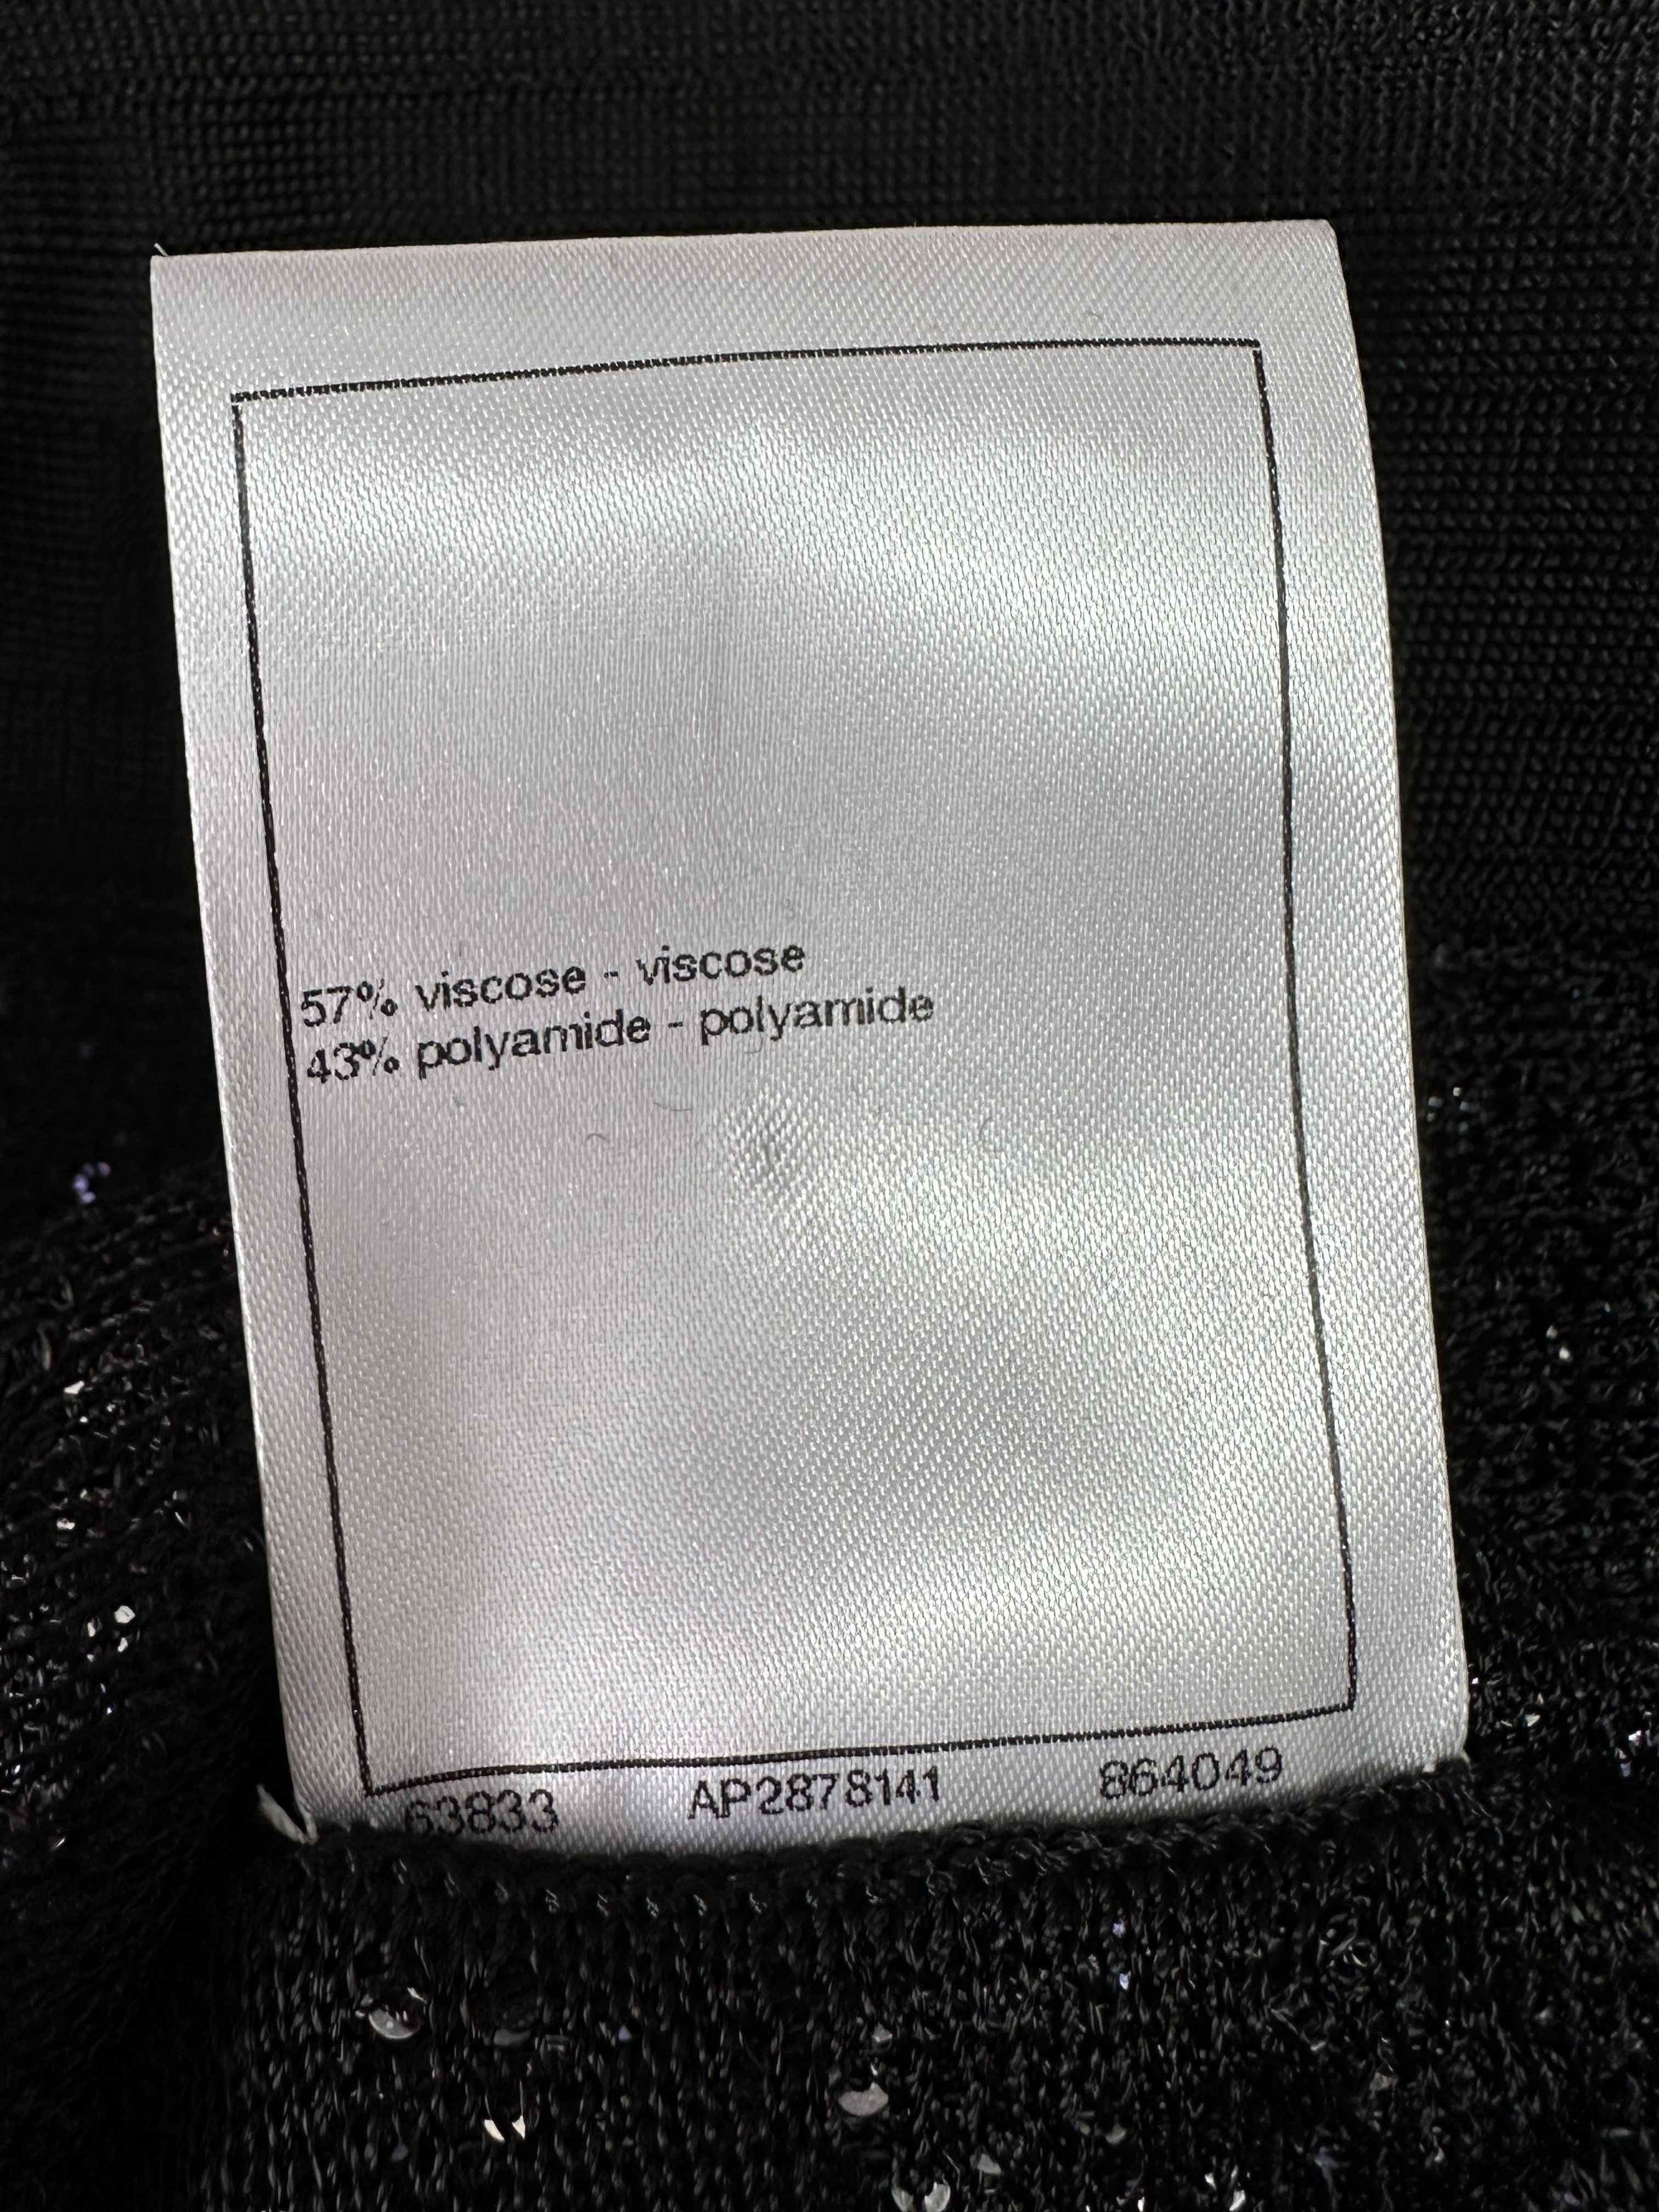 57% viscose - viscose
43% polyamide - polyamide
63833 AP2878141 864049